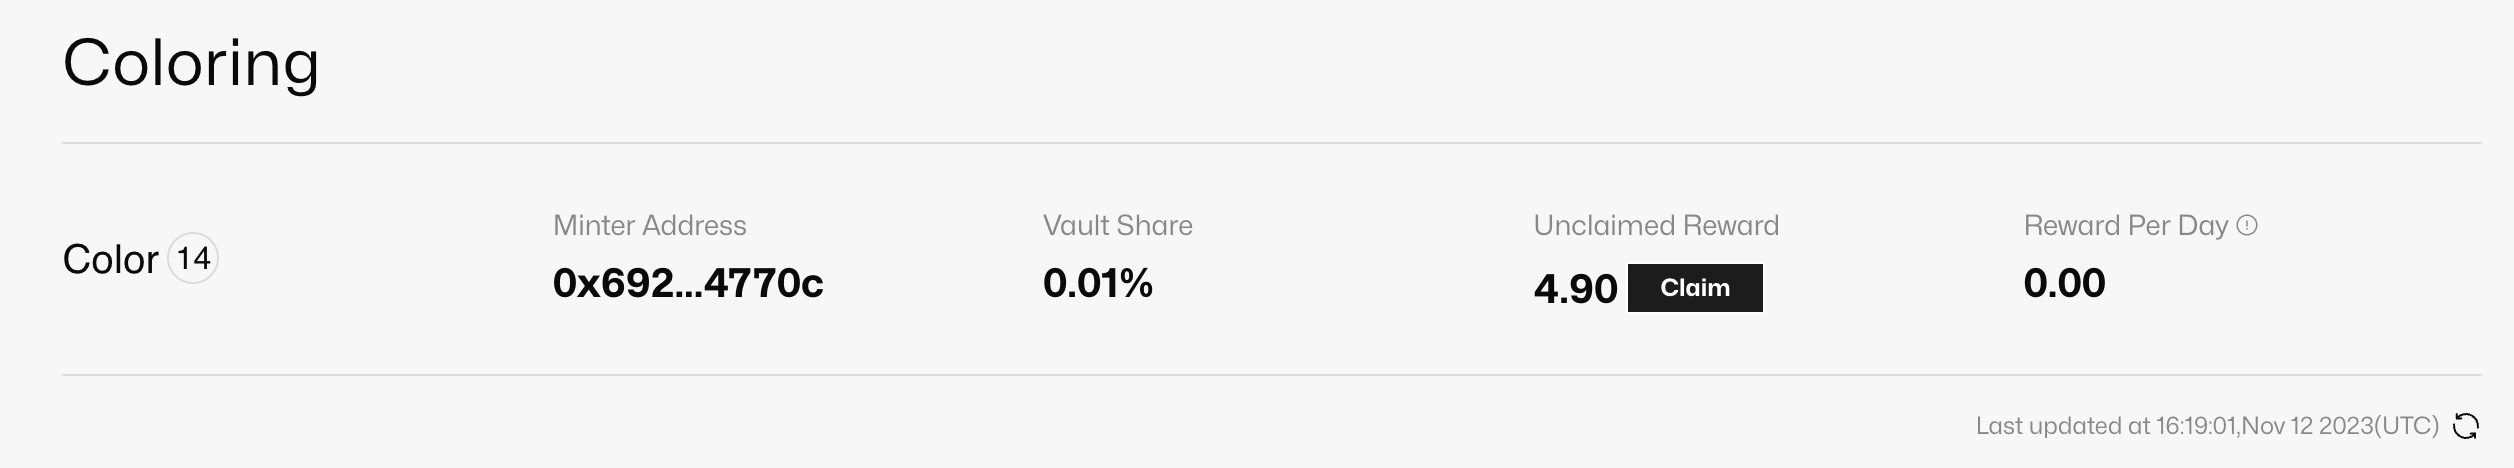 Coloring
Color 14
Minter Address
0x692...4770c
Vault Share
0.01%
Unclaimed Reward
4.90 Claim
Reward Per Day
0.00
Last updated at 16:19:01,Nov 12 2023(UTC)